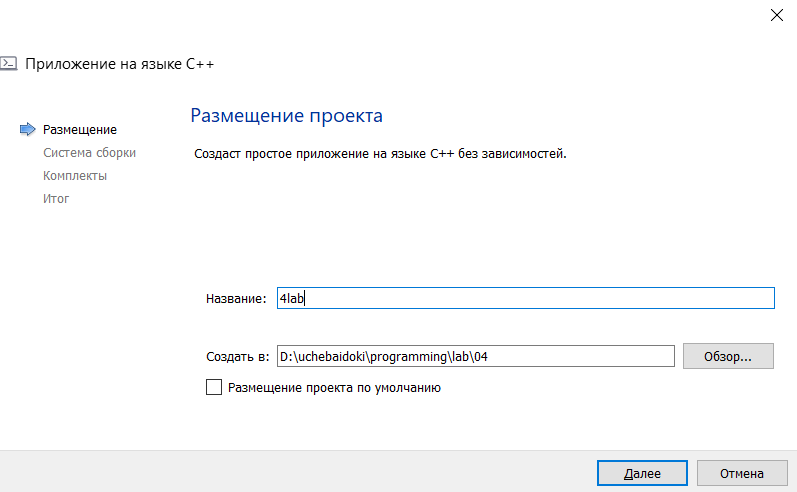 Приложение на языке C++
Размещение
Система сборки
Комплекты
Итог
Размещение проекта
Создаст простое приложение на языке C++ без зависимостей.
Название: 4lab
Создать в: D:\uchebaidoki\programming\lab\04 Обзор...
Размещение проекта по умолчанию
Далее Отмена